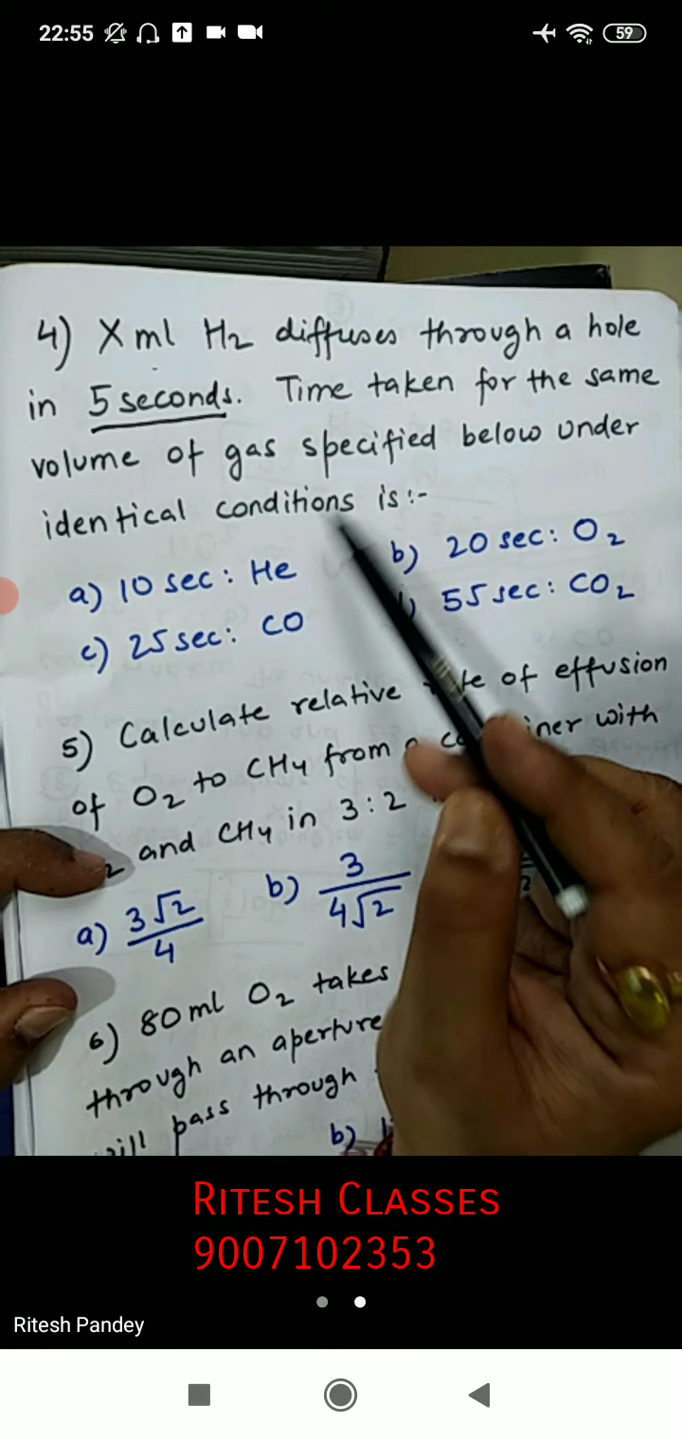 22:55
59
4) X ml H2 diffuses through a hole
in 5 seconds. Time taken for the same
volume of gas specified below under
identical conditions is:-
a) 10 sec: He
b) 20 sec: O2
c) 25 sec: CO
55 sec: CO2
5) Calculate relative of effusion
of O2 to CH4 from with
and CH4 in 3:2
a) 3√2/4
b) 3/4√2
6) 80 ml O2 takes
through an aperture
pass through
b)
RITESH CLASSES
9007102353
Ritesh Pandey